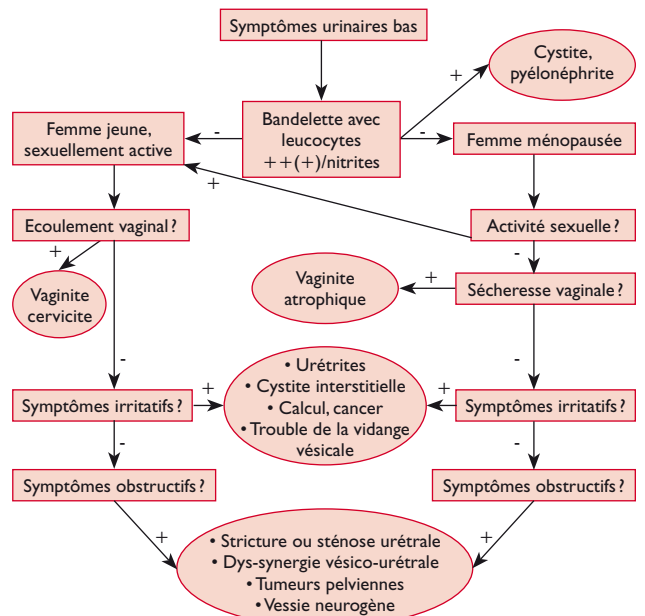 Symptômes urinaires bas
Cystite,
pyélonéphrite
+
Bandelette avec
leucocytes
++(+)/nitrites
-
-
Femme jeune,
sexuellement active
Femme ménopausée
+
Ecoulement vaginal ?
Activité sexuelle ?
+
-
Vaginite
cervicite
Vaginite
atrophique
+
Sécheresse vaginale ?
-
-
• Urétrites
• Cystite interstitielle
• Calcul, cancer
• Trouble de la vidange
vésicale
Symptômes irritatifs ?
+
+
Symptômes irritatifs ?
-
-
Symptômes obstructifs ?
Symptômes obstructifs ?
+
+
• Stricture ou sténose urétrale
• Dys-synergie vésico-urétrale
• Tumeurs pelviennes
• Vessie neurogène